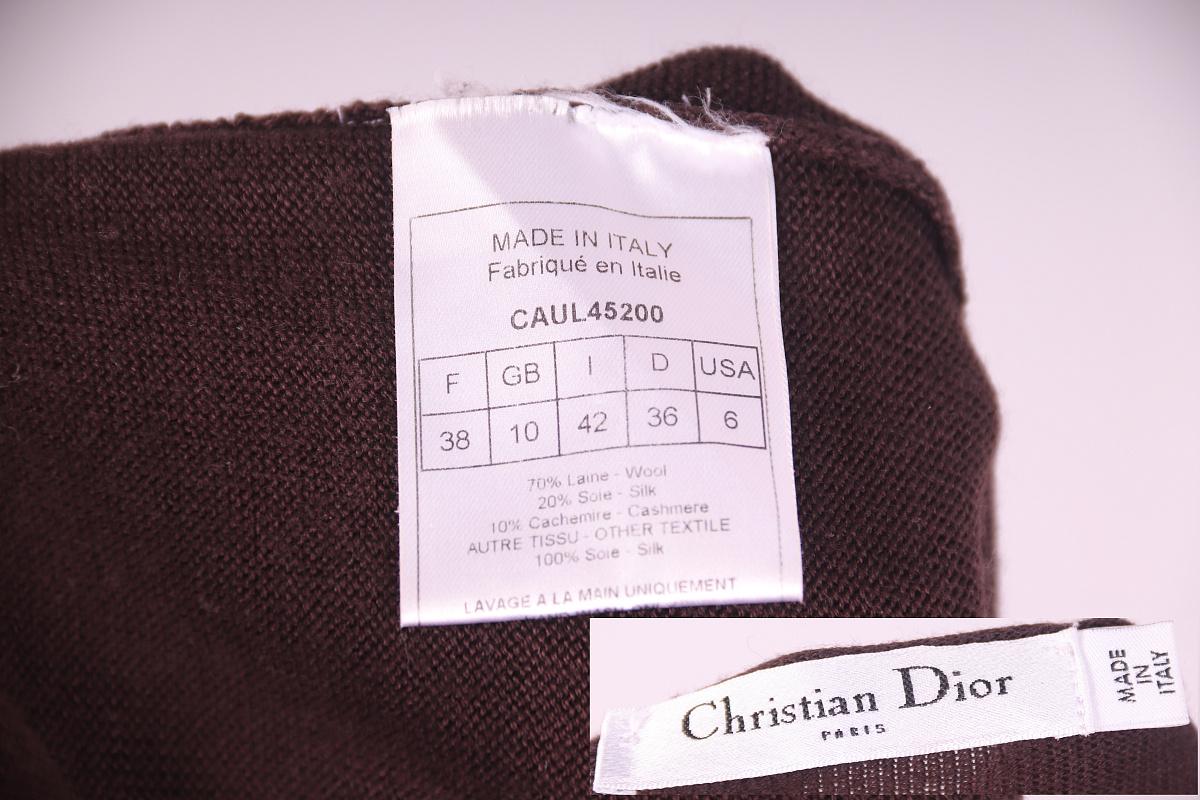 MADE IN ITALY
Fabriqué en Italie
CAUL45200
F GB I D USA
38 10 42 36 6
70% Laine - Wool
20% Soie - Silk
10% Cachemire - Cashmere
AUTRE TISSU - OTHER TEXTILE
100% Soie - Silk
LAVAGE A LA MAIN UNIQUEMENT
Christian Dior
PARIS
MADE
IN
ITALY